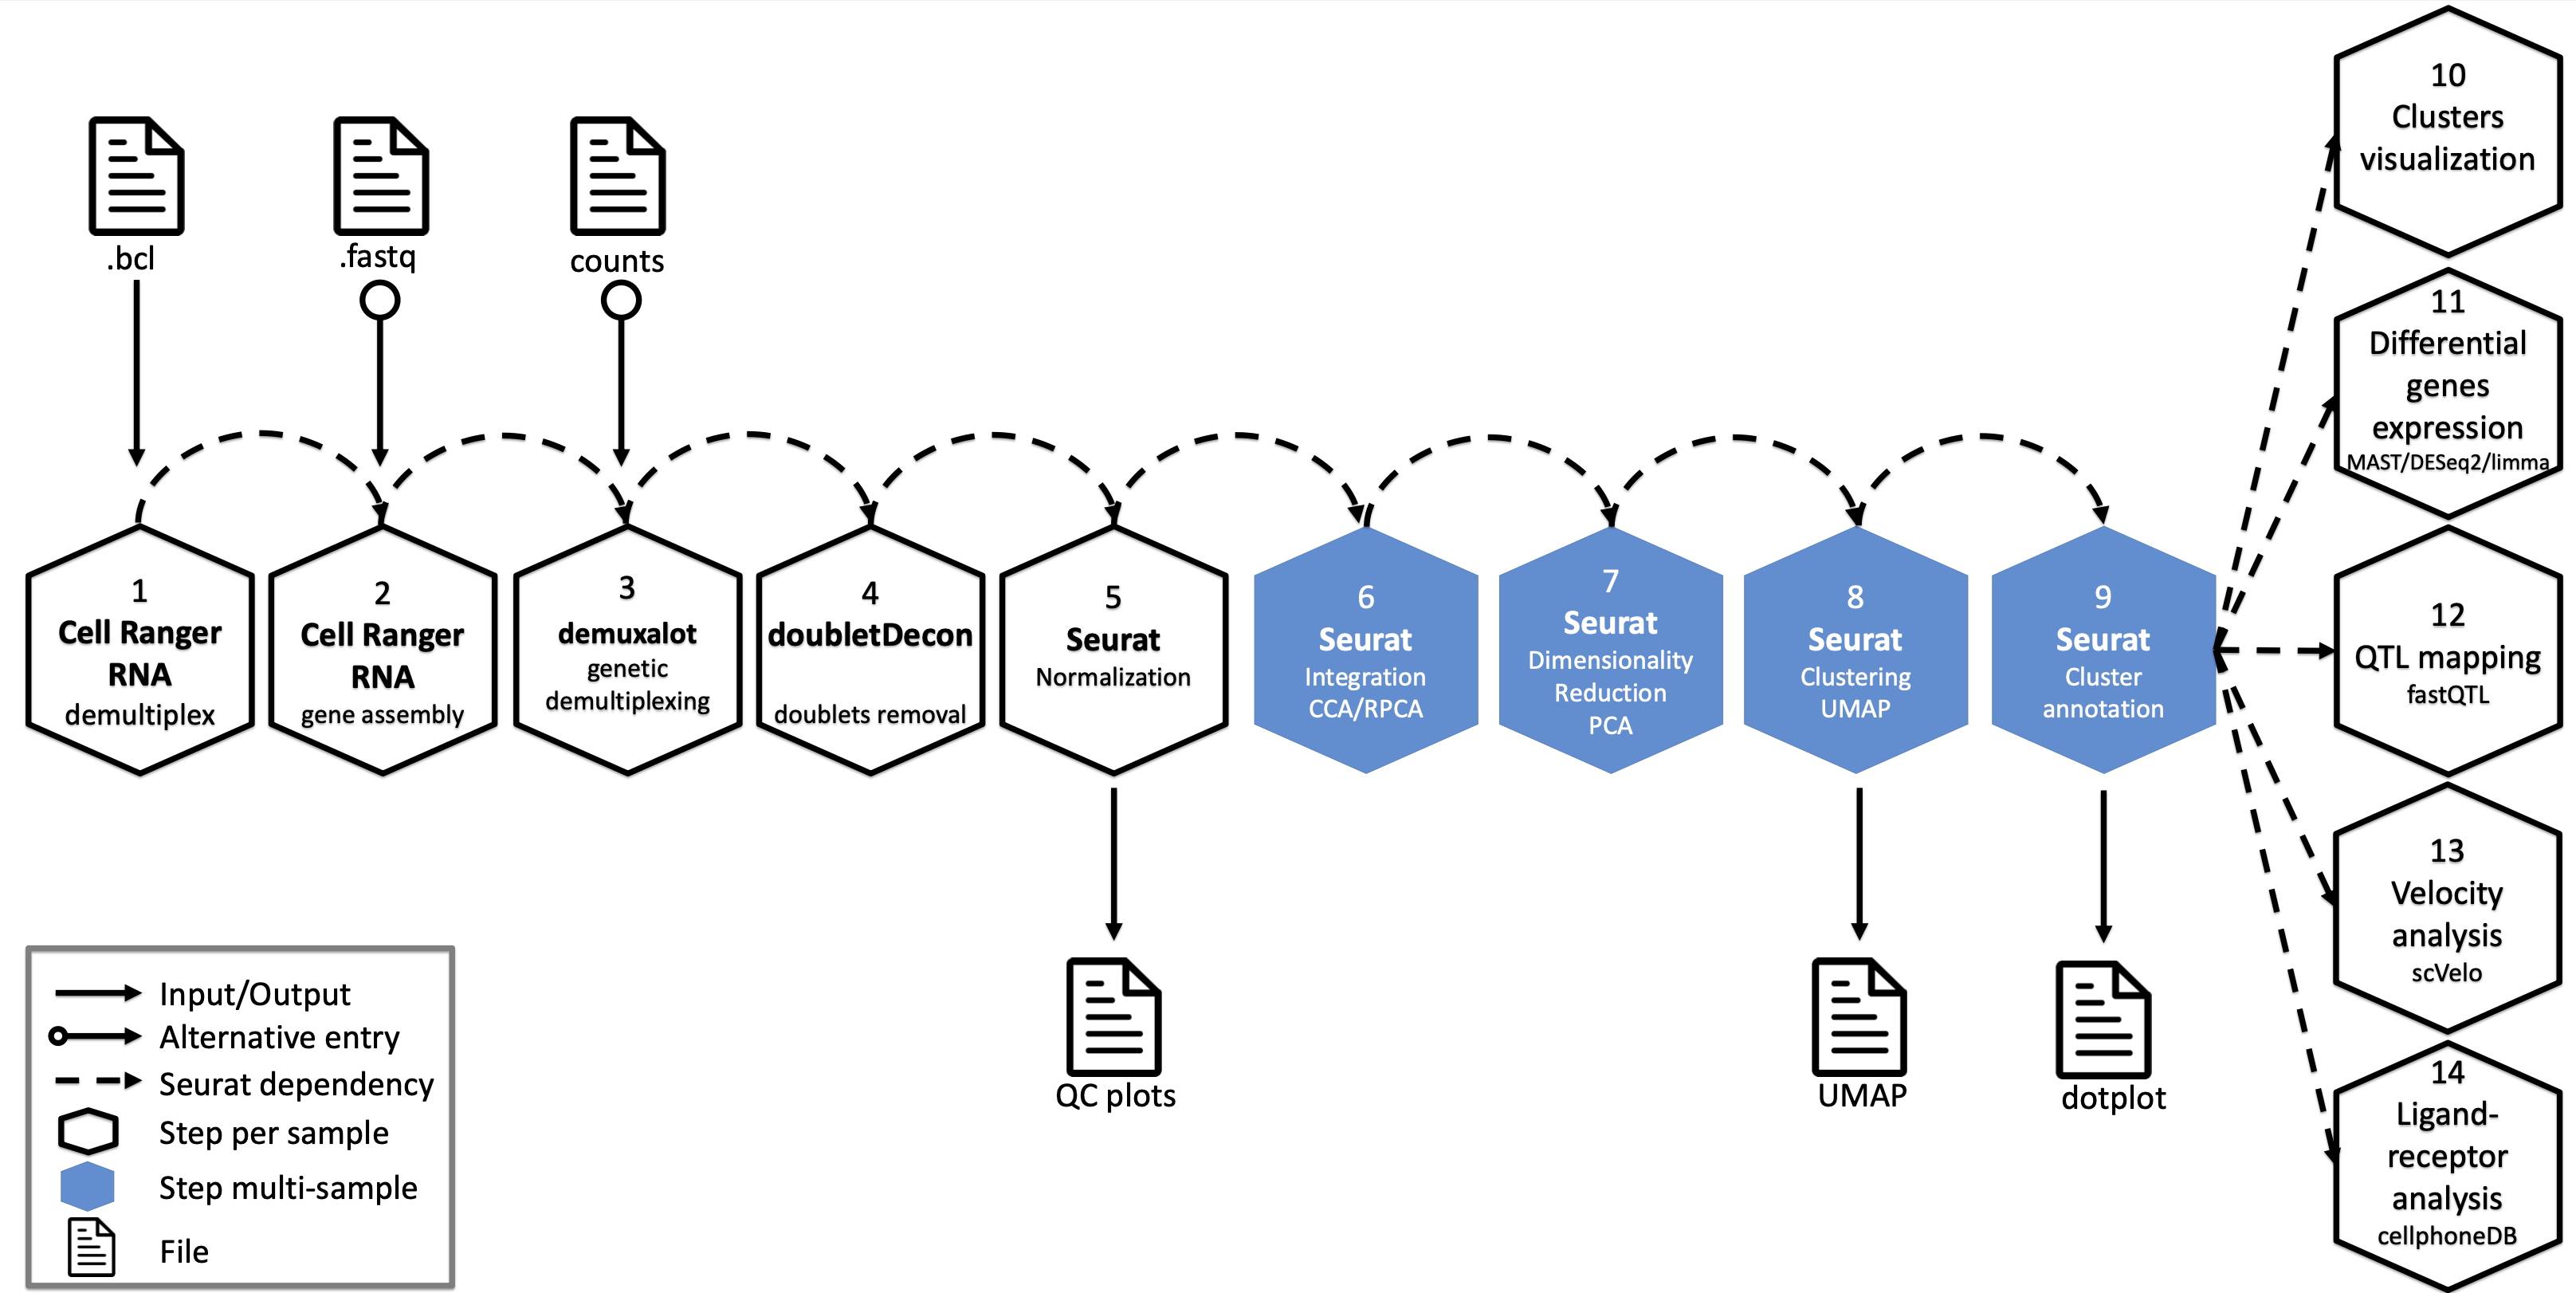 .bcl
.fastq
counts
1
Cell Ranger
RNA
demultiplex
2
Cell Ranger
RNA
gene assembly
3
demuxalot
genetic
demultiplexing
4
doubletDecon
doublets removal
5
Seurat
Normalization
6
Seurat
Integration
CCA/RPCA
7
Seurat
Dimensionality
Reduction
PCA
8
Seurat
Clustering
UMAP
9
Seurat
Cluster
annotation
10
Clusters
visualization
11
Differential
genes
expression
MAST/DESeq2/limma
12
QTL mapping
fastQTL
13
Velocity
analysis
scVelo
14
Ligand-
receptor
analysis
cellphoneDB
QC plots
UMAP
dotplot
Input/Output
Alternative entry
Seurat dependency
Step per sample
Step multi-sample
File